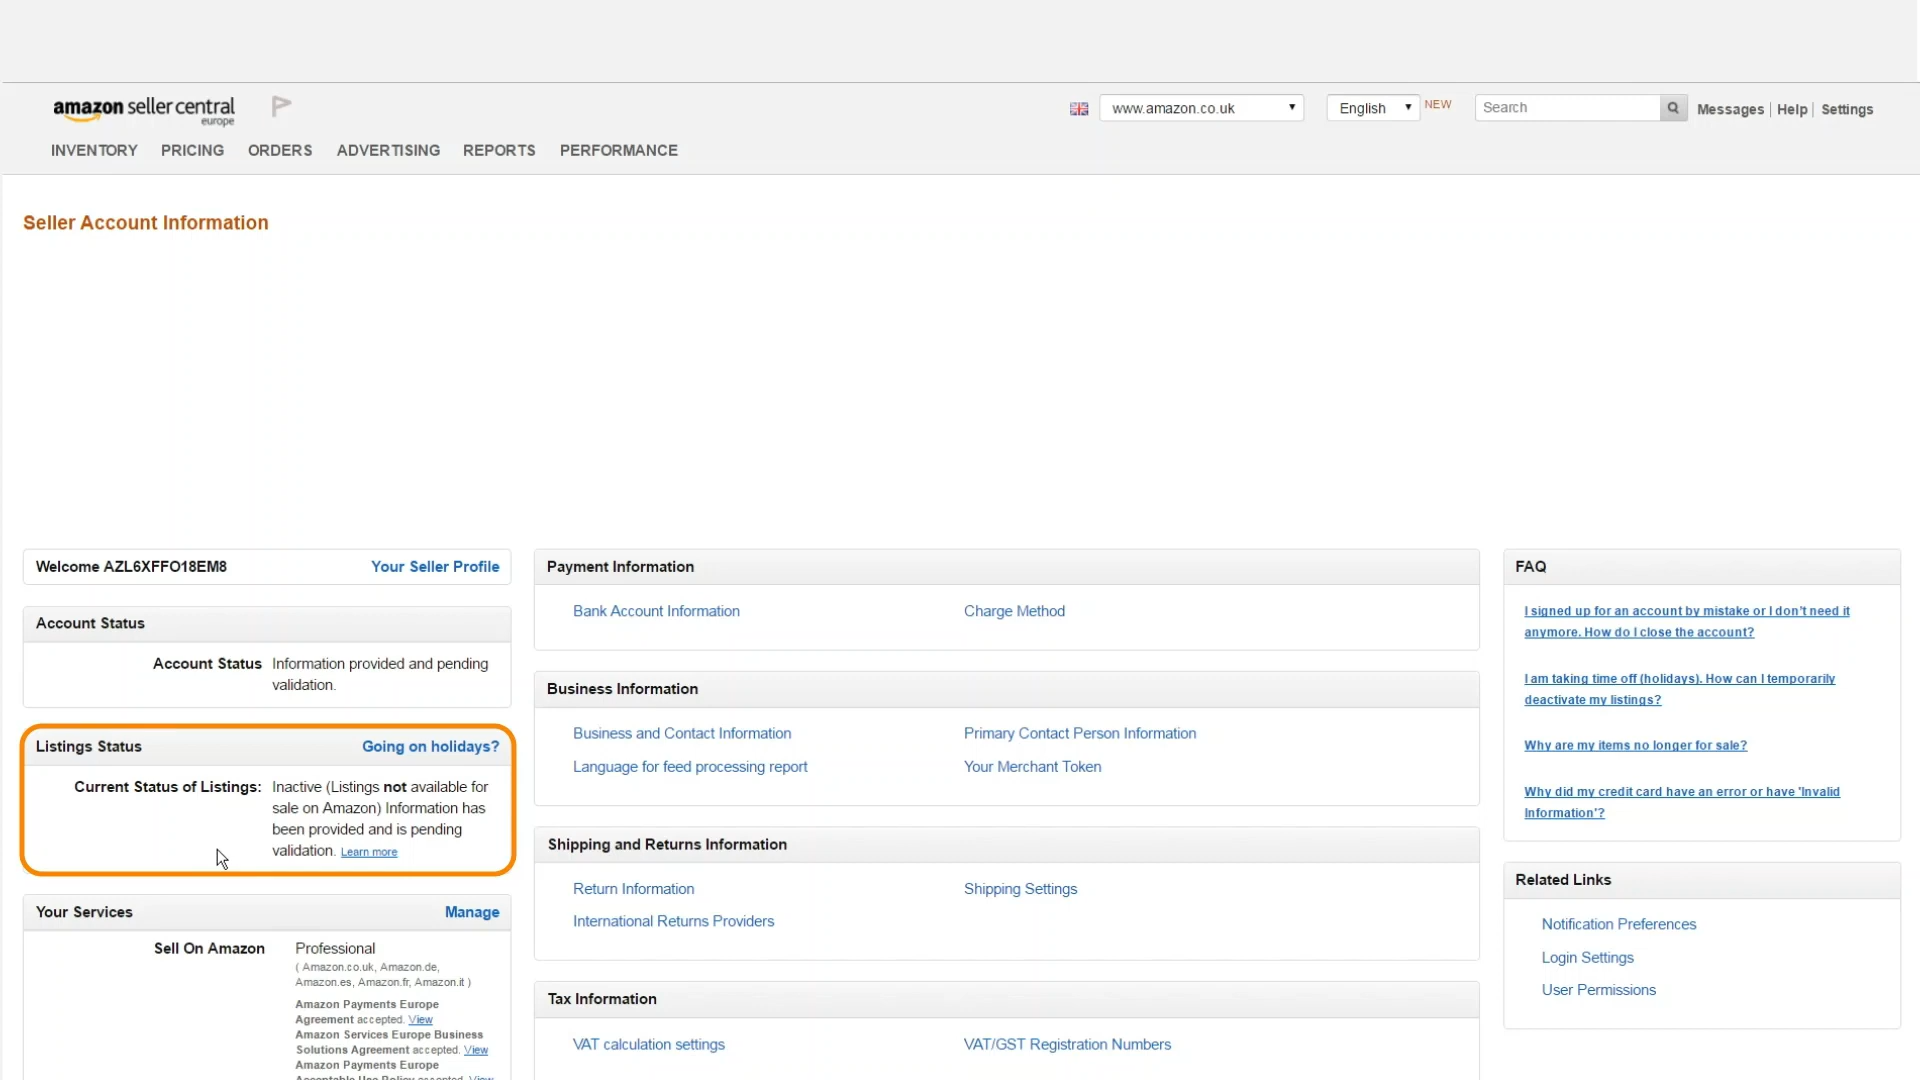 amazon seller central
europe
www.amazon.co.uk
English
NEW
Search
Messages | Help | Settings
INVENTORY PRICING ORDERS ADVERTISING REPORTS PERFORMANCE
Seller Account Information
Welcome AZL6XFFO18EM8 Your Seller Profile
Account Status
Account Status Information provided and pending
validation.
Listings Status Going on holidays?
Current Status of Listings: Inactive (Listings not available for
sale on Amazon) Information has
been provided and is pending
validation. Learn more
Your Services Manage
Sell On Amazon Professional
( Amazon.co.uk, Amazon.de,
Amazon.es, Amazon.fr, Amazon.it )
Amazon Payments Europe
Agreement accepted. View
Amazon Services Europe Business
Solutions Agreement accepted. View
Amazon Payments Europe
Acceptable Use Policy accepted. View
Payment Information
Bank Account Information Charge Method
Business Information
Business and Contact Information Primary Contact Person Information
Language for feed processing report Your Merchant Token
Shipping and Returns Information
Return Information Shipping Settings
International Returns Providers
Tax Information
VAT calculation settings VAT/GST Registration Numbers
FAQ
I signed up for an account by mistake or I don't need it
anymore. How do I close the account?
I am taking time off (holidays). How can I temporarily
deactivate my listings?
Why are my items no longer for sale?
Why did my credit card have an error or have 'Invalid
Information'?
Related Links
Notification Preferences
Login Settings
User Permissions